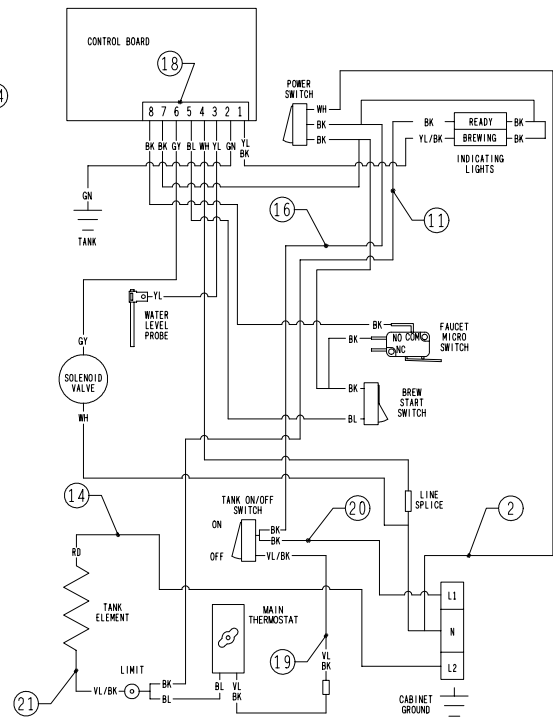 CONTROL BOARD
18
4
8 7 6 5 4 3 2 1
BK BK GY BL WH YL GN YL BK
POWER SWITCH
WH
BK
BK
BK READY BK
YL/BK BREWING BK
INDICATING LIGHTS
GN
TANK
16
11
YL
WATER LEVEL PROBE
GY
SOLENOID VALVE
WH
BK
BK
NO COM
NC
FAUCET MICRO SWITCH
BK
BL
BREW START SWITCH
14
TANK ON/OFF SWITCH
ON
OFF
BK
BK
VL/BK
20
LINE SPLICE
2
RD
TANK ELEMENT
L1
N
L2
MAIN THERMOSTAT
19
VL BK
LIMIT
21
VL/BK
BK
BL
BL
VL BK
CABINET GROUND